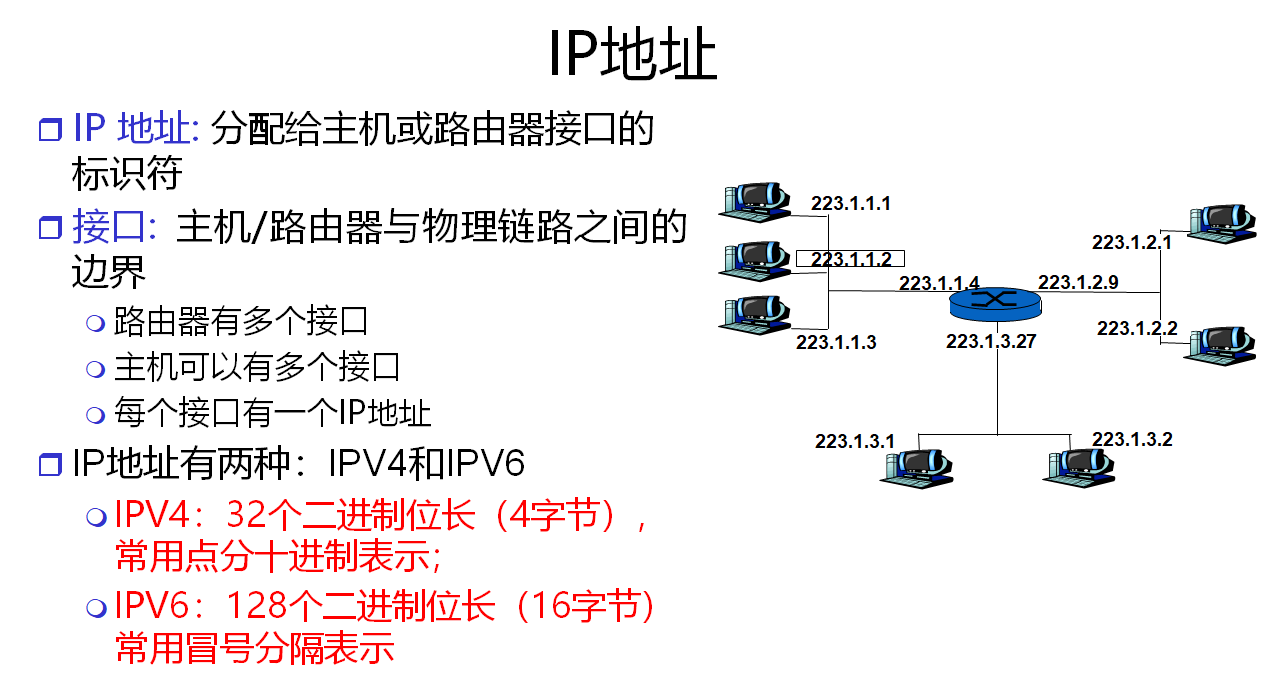 IP地址
IP 地址: 分配给主机或路由器接口的
标识符
接口: 主机/路由器与物理链路之间的
边界
路由器有多个接口
主机可以有多个接口
每个接口有一个IP地址
IP地址有两种：IPV4和IPV6
IPV4：32个二进制位长（4字节），
常用点分十进制表示；
IPV6：128个二进制位长（16字节）
常用冒号分隔表示
223.1.1.1
223.1.1.2
223.1.1.3
223.1.1.4
223.1.2.9
223.1.2.1
223.1.2.2
223.1.3.27
223.1.3.1
223.1.3.2